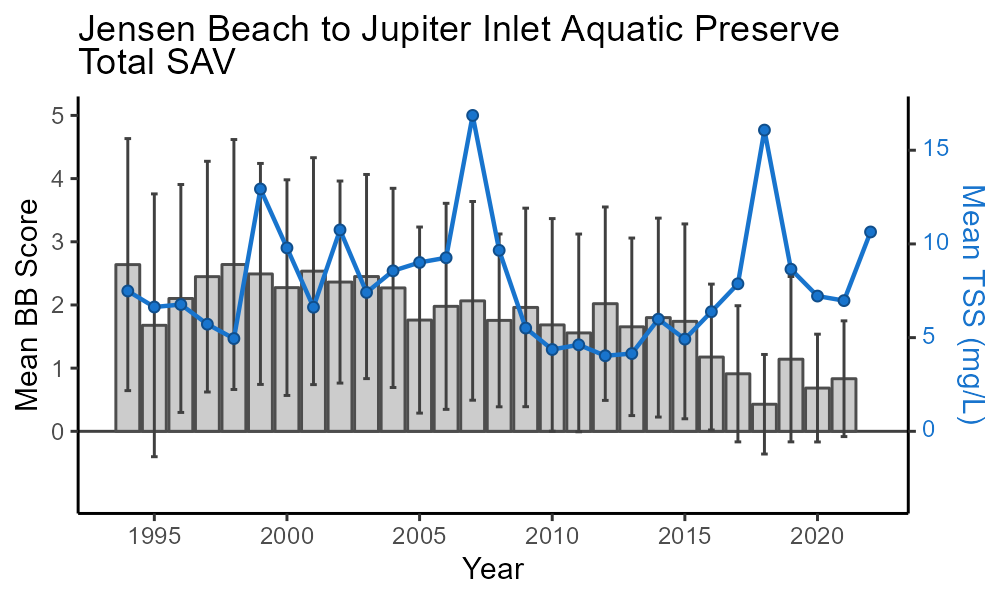 Jensen Beach to Jupiter Inlet Aquatic Preserve
Total SAV
Mean BB Score
5
4
3
2
1
0
15
10
5
0
Mean TSS (mg/L)
1995 2000 2005 2010 2015 2020
Year